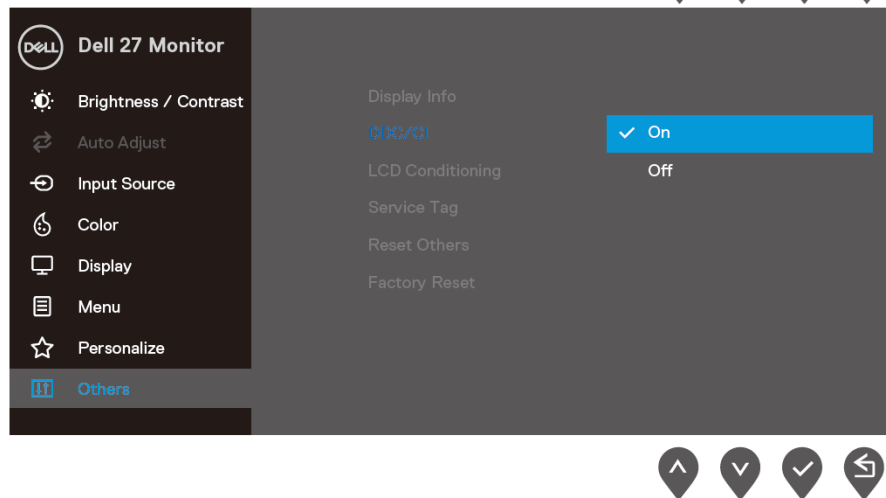 DELL
Dell 27 Monitor
Brightness / Contrast
Auto Adjust
Input Source
Color
Display
Menu
Personalize
Others
Display Info
DDC/CI
LCD Conditioning
Service Tag
Reset Others
Factory Reset
On
Off